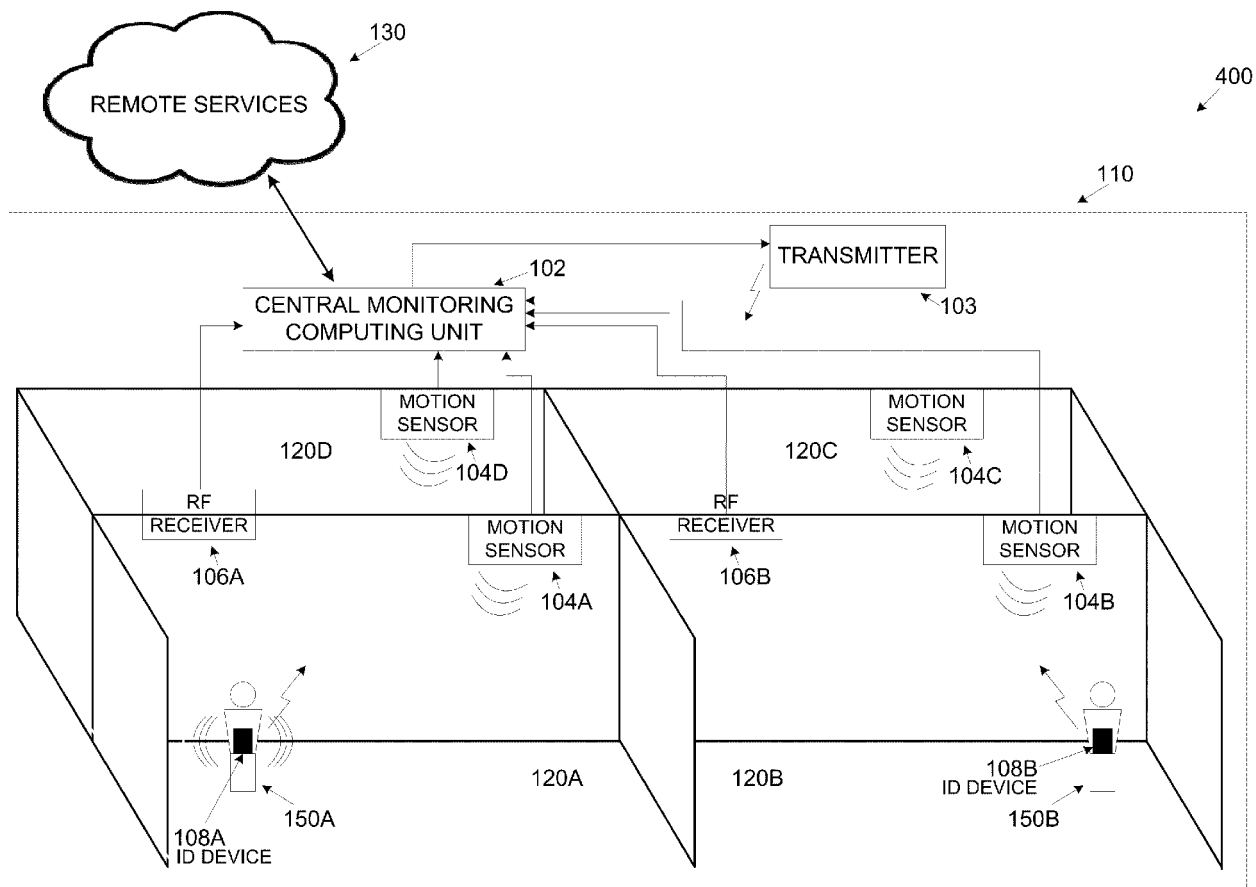 130
REMOTE SERVICES
400
110
TRANSMITTER
102
103
CENTRAL MONITORING
COMPUTING UNIT
MOTION
SENSOR
MOTION
SENSOR
120D
104D
120C
104C
RF
RECEIVER
MOTION
SENSOR
RF
RECEIVER
MOTION
SENSOR
106A
104A
106B
104B
120A
120B
108B
ID DEVICE
150A
150B
108A
ID DEVICE